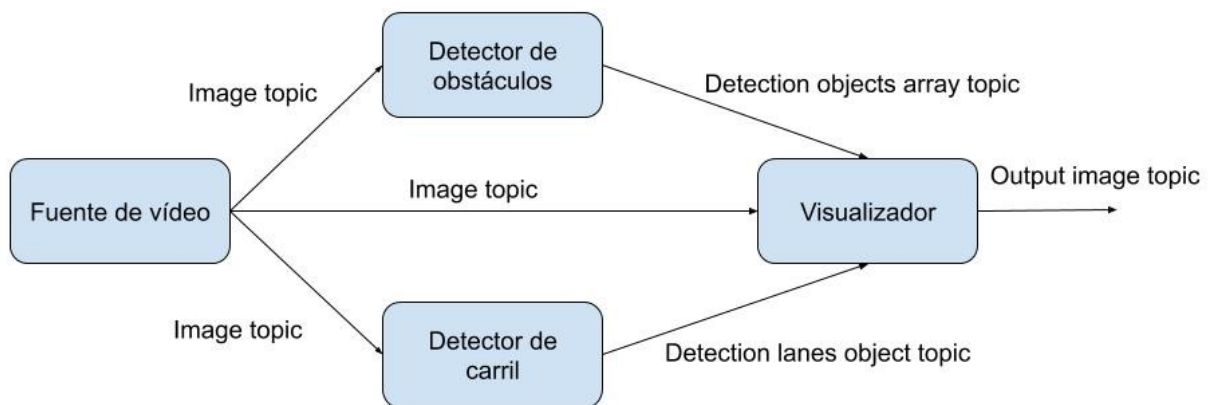 Detector de
obstáculos
Image topic
Detection objects array topic
Fuente de vídeo
Image topic
Visualizador
Output image topic
Image topic
Detector de
carril
Detection lanes object topic